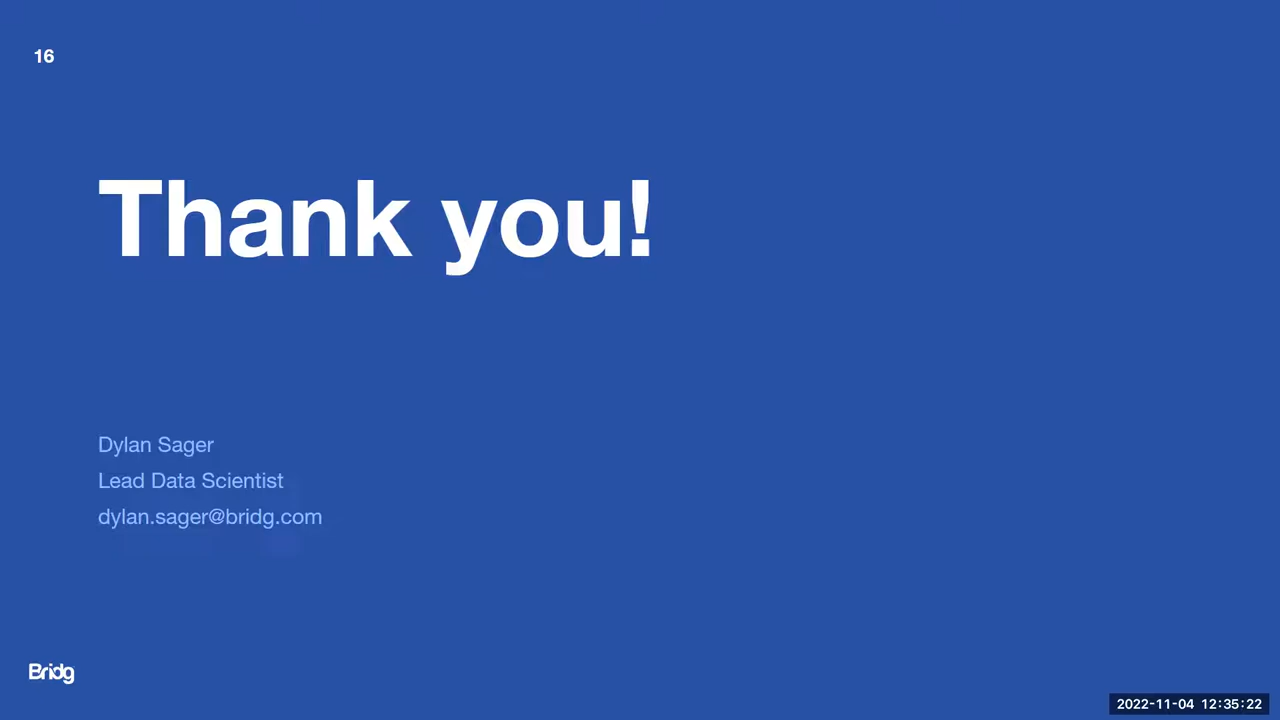 16
Thank you!
Dylan Sager
Lead Data Scientist
dylan.sager@bridg.com
Bridg
2022-11-04 12:35:22